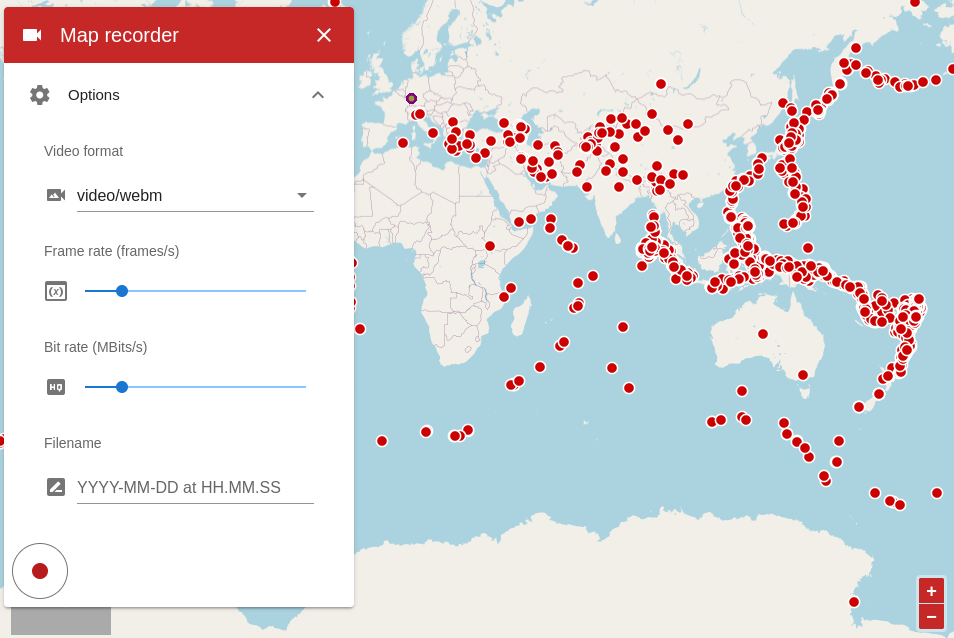 Map recorder
Options
Video format
video/webm
Frame rate (frames/s)
(x)
Bit rate (MBits/s)
HQ
Filename
YYYY-MM-DD at HH.MM.SS
+
−